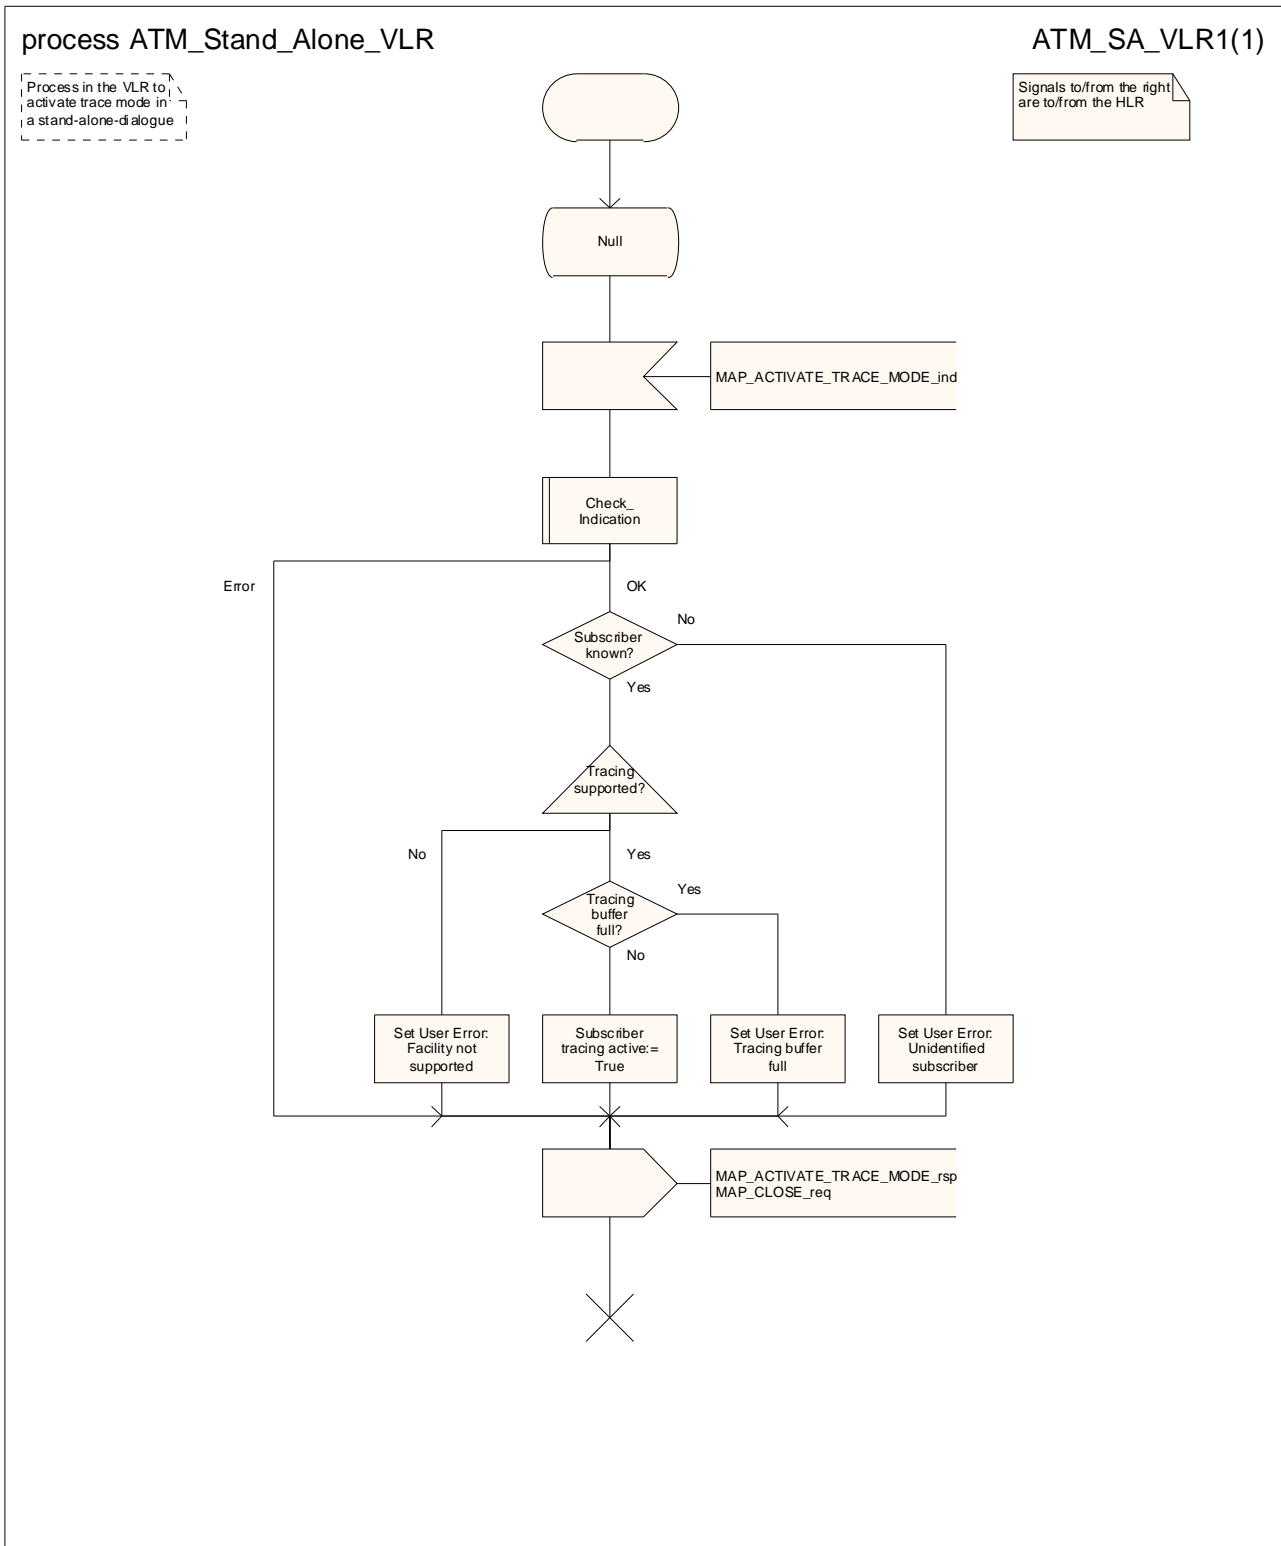 process ATM_Stand_Alone_VLR
ATM_SA_VLR1(1)
Process in the VLR to
activate trace mode in
a stand-alone-dialogue
Signals to/from the right
are to/from the HLR
Null
MAP_ACTIVATE_TRACE_MODE_ind
Check_
Indication
Error
OK
No
Subscriber
known?
Yes
Tracing
supported?
No
Yes
Yes
Tracing
buffer
full?
No
Set User Error:
Facility not
supported
Subscriber
tracing active:=
True
Set User Error:
Tracing buffer
full
Set User Error:
Unidentified
subscriber
MAP_ACTIVATE_TRACE_MODE_rsp
MAP_CLOSE_req